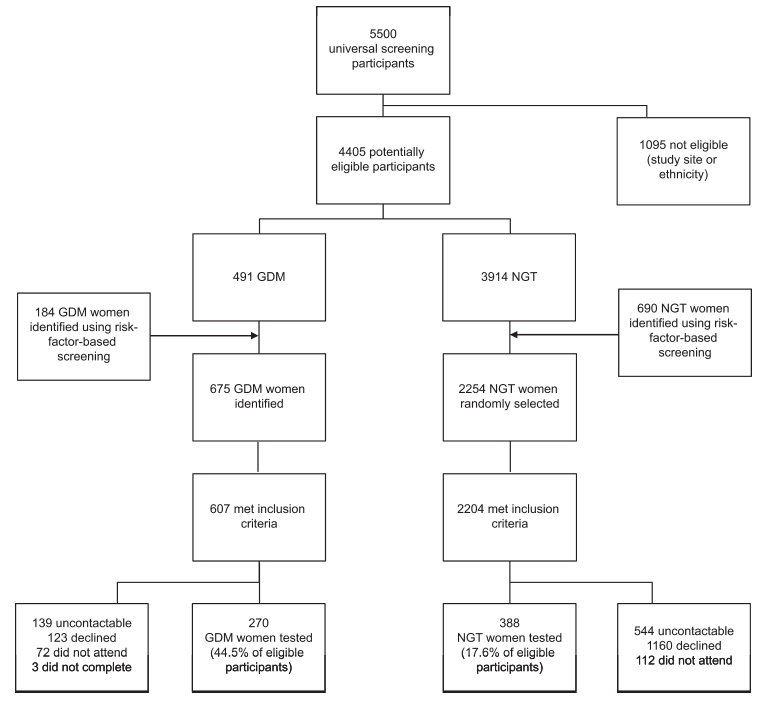 5500
universal screening
participants
4405 potentially
eligible participants
1095 not eligible
(study site or
ethnicity)
491 GDM
3914 NGT
184 GDM women
identified using risk-
factor-based
screening
690 NGT women
identified using risk-
factor-based
screening
675 GDM women
identified
2254 NGT women
randomly selected
607 met inclusion
criteria
2204 met inclusion
criteria
139 uncontactable
123 declined
72 did not attend
3 did not complete
270
GDM women tested
(44.5% of eligible
participants)
388
NGT women tested
(17.6% of eligible
participants)
544 uncontactable
1160 declined
112 did not attend